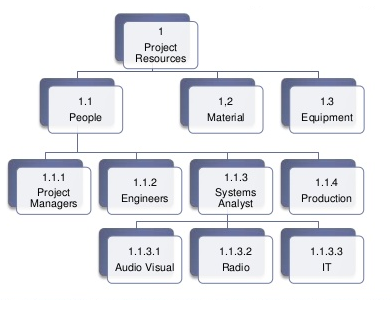 1
Project
Resources
1.1
People
1,2
Material
1.3
Equipment
1.1.1
Project
Managers
1.1.2
Engineers
1.1.3
Systems
Analyst
1.1.4
Production
1.1.3.1
Audio Visual
1.1.3.2
Radio
1.1.3.3
IT